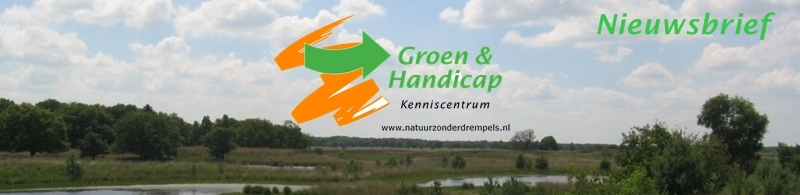 Nieuwsbrief
Groen &
Handicap
Kenniscentrum
www.natuurzonderdrempels.nl